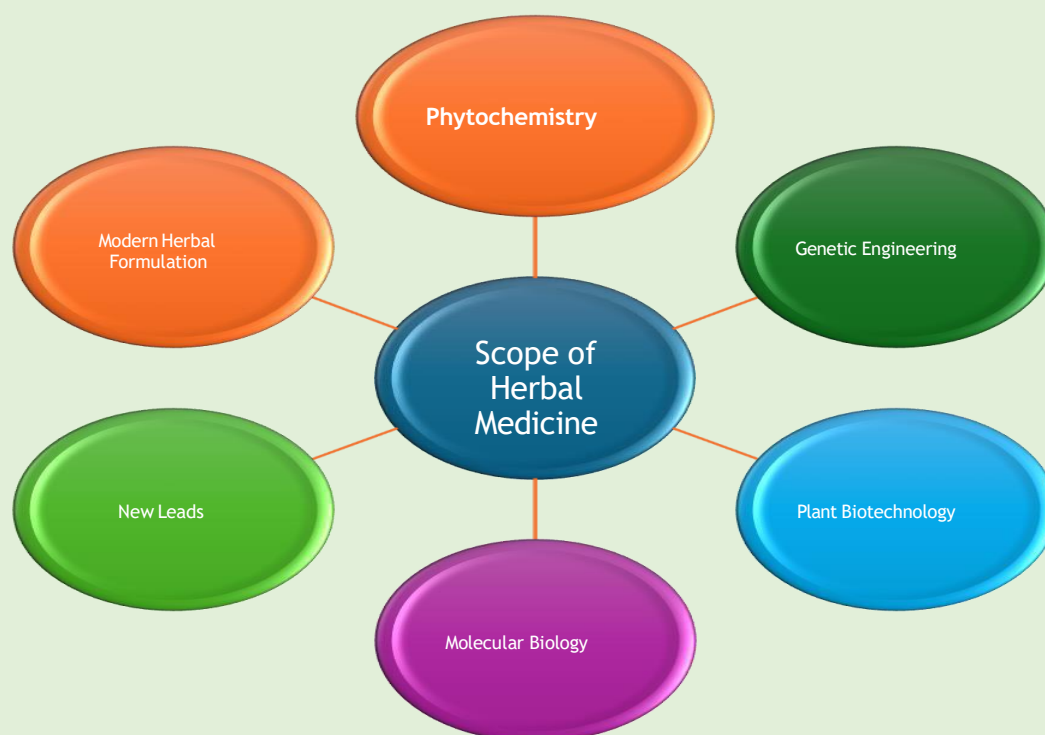 Phytochemistry
Modern Herbal
Formulation
Genetic Engineering
Scope of
Herbal
Medicine
New Leads
Plant Biotechnology
Molecular Biology